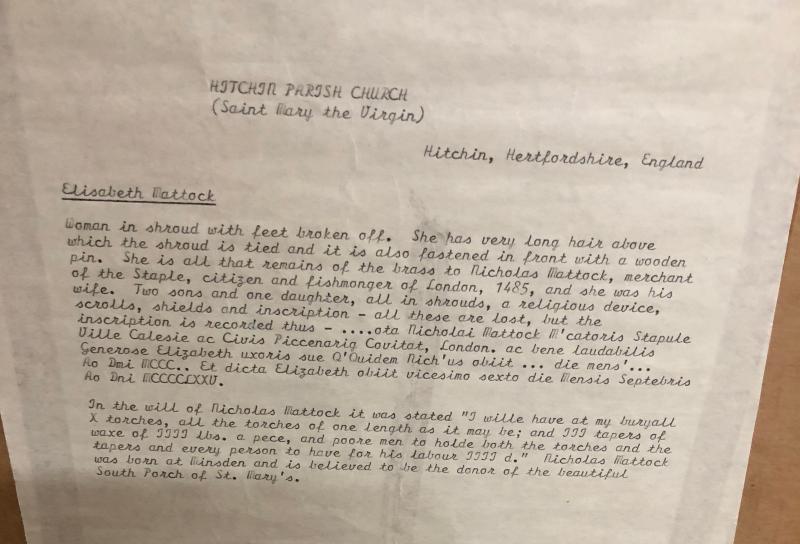 HITCHIN PARISH CHURCH
(Saint Mary the Virgin)
Hitchin, Hertfordshire, England
Elisabeth Mattock
Woman in shroud with feet broken off. She has very long hair above
which the shroud is tied and it is also fastened in front with a wooden
pin. She is all that remains of the brass to Nicholas Mattock, merchant
of the Staple, citizen and fishmonger of London, 1485, and she was his
wife. Two sons and one daughter, all in shrouds, a religious device,
scrolls, shields and inscription - all these are lost, but the
inscription is recorded thus - ....ota Nicholai Mattock M'catoris Stapule
Ville Calesie ac Civis Piccenarig Covitat, London. ac bene laudabilis
Generose Elizabeth uxoris sue Q'Quidem Nich'us obiit ... die mens'...
Ao Dmi MCCC.. Et dicta Elizabeth obiit vicesimo sexto die Mensis Septebris
Ao Dni MCCCCLXXV.
In the will of Nicholas Mattock it was stated "I wille have at my buryall
X torches, all the torches of one length as it may be; and III tapers of
waxe of IIII lbs. a pece, and poore men to holde both the torches and the
tapers and every person to have for his labour IIII d." Nicholas Mattock
was born at Minsden and is believed to be the donor of the beautiful
South Porch of St. Mary's.